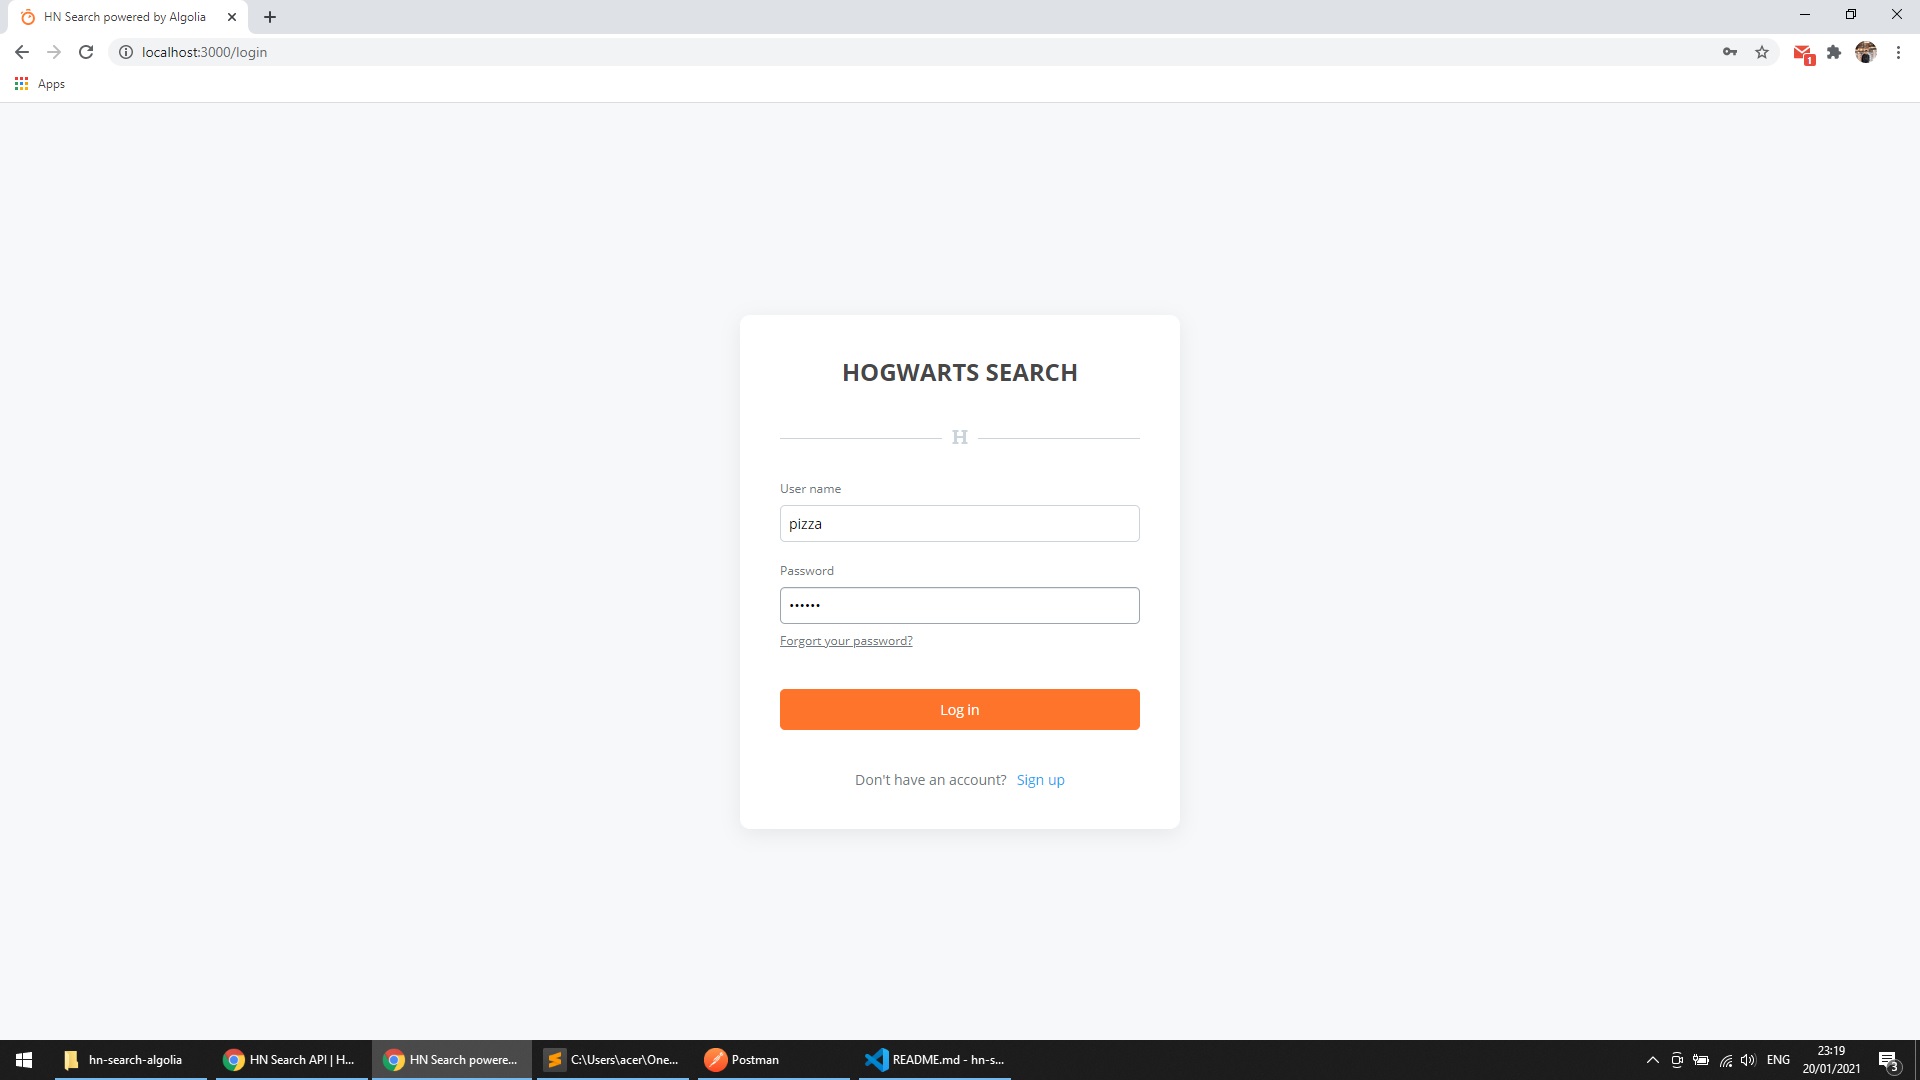 HN Search powered by Algolia
localhost:3000/login
1
Apps
HOGWARTS SEARCH
H
User name
pizza
Password
••••••
Forgort your password?
Log in
Don't have an account? Sign up
hn-search-algolia
HN Search API | H...
HN Search powere...
C:\Users\acer\One...
Postman
README.md - hn-s...
ENG
23:19
20/01/2021
3